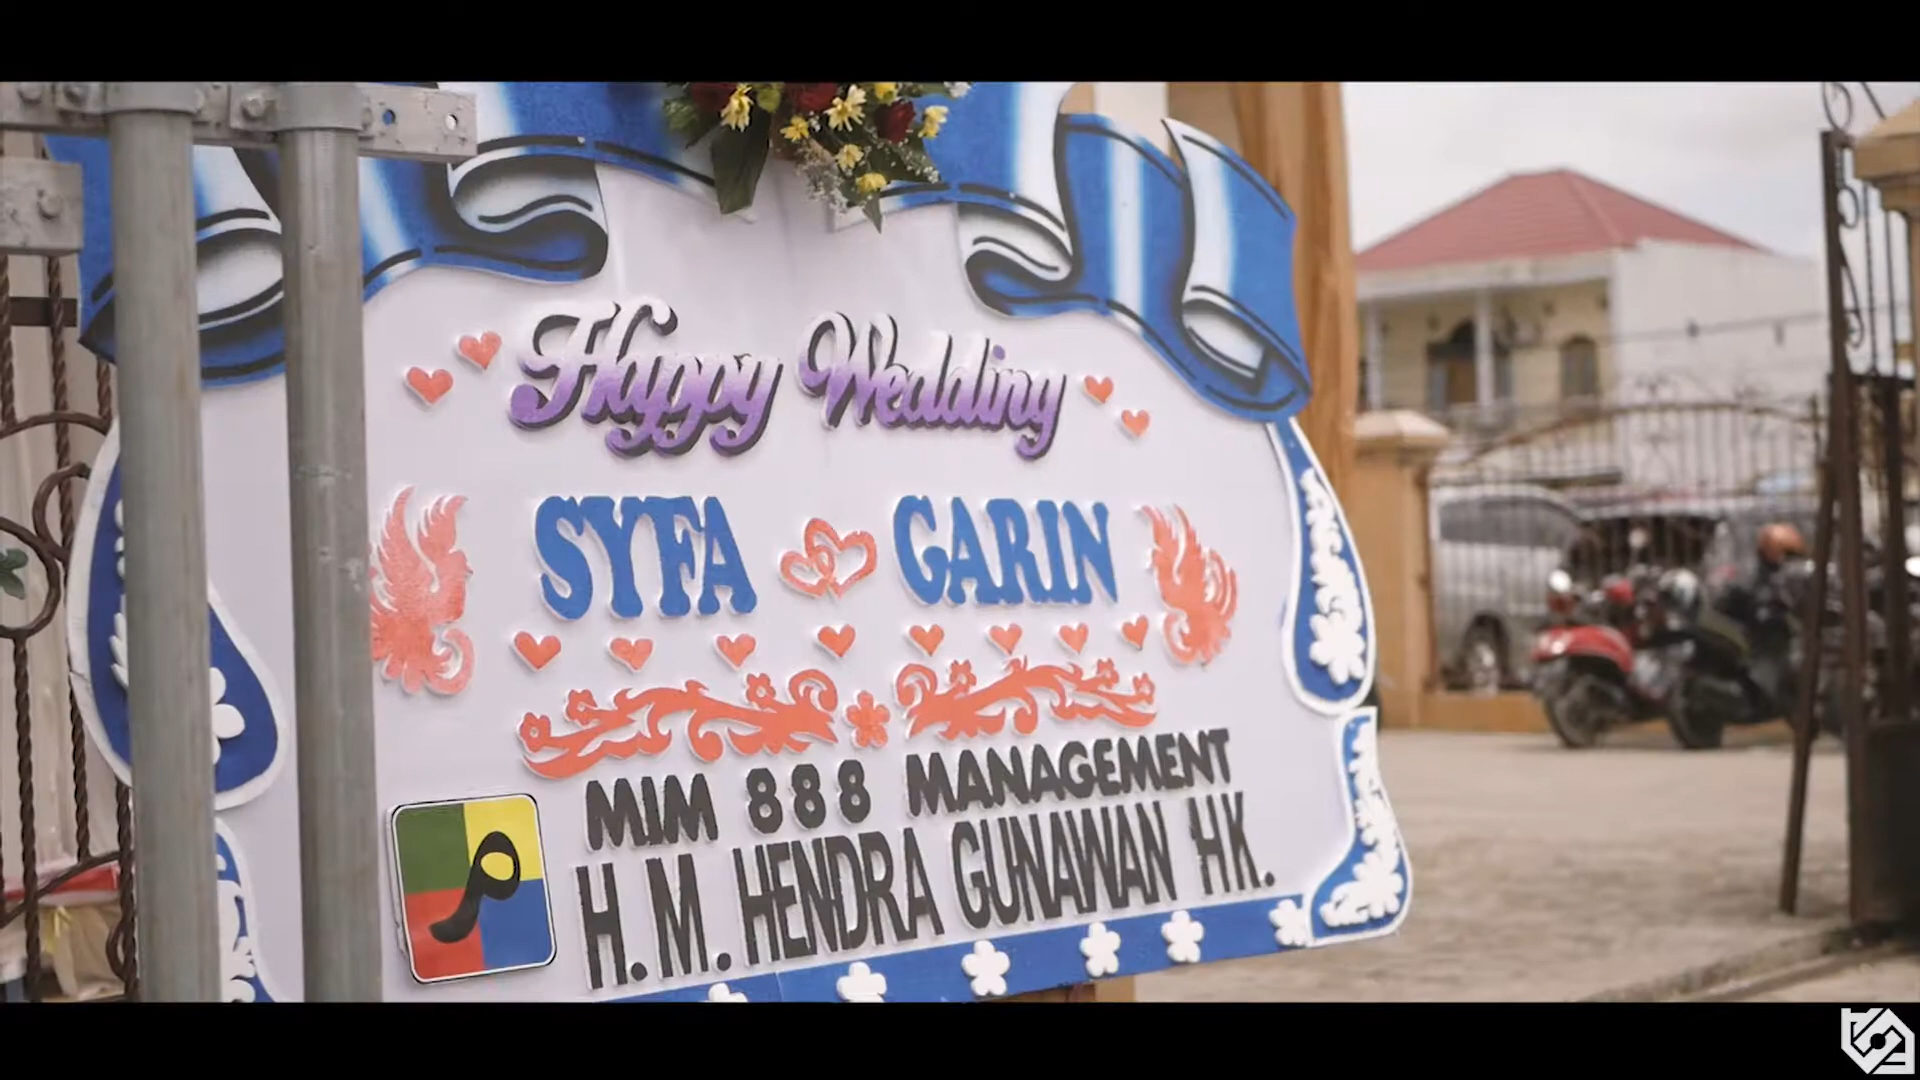 Happy Wedding
SYFA GARIN
MIM 888 MANAGEMENT
H. M. HENDRA GUNAWAN HK.
م